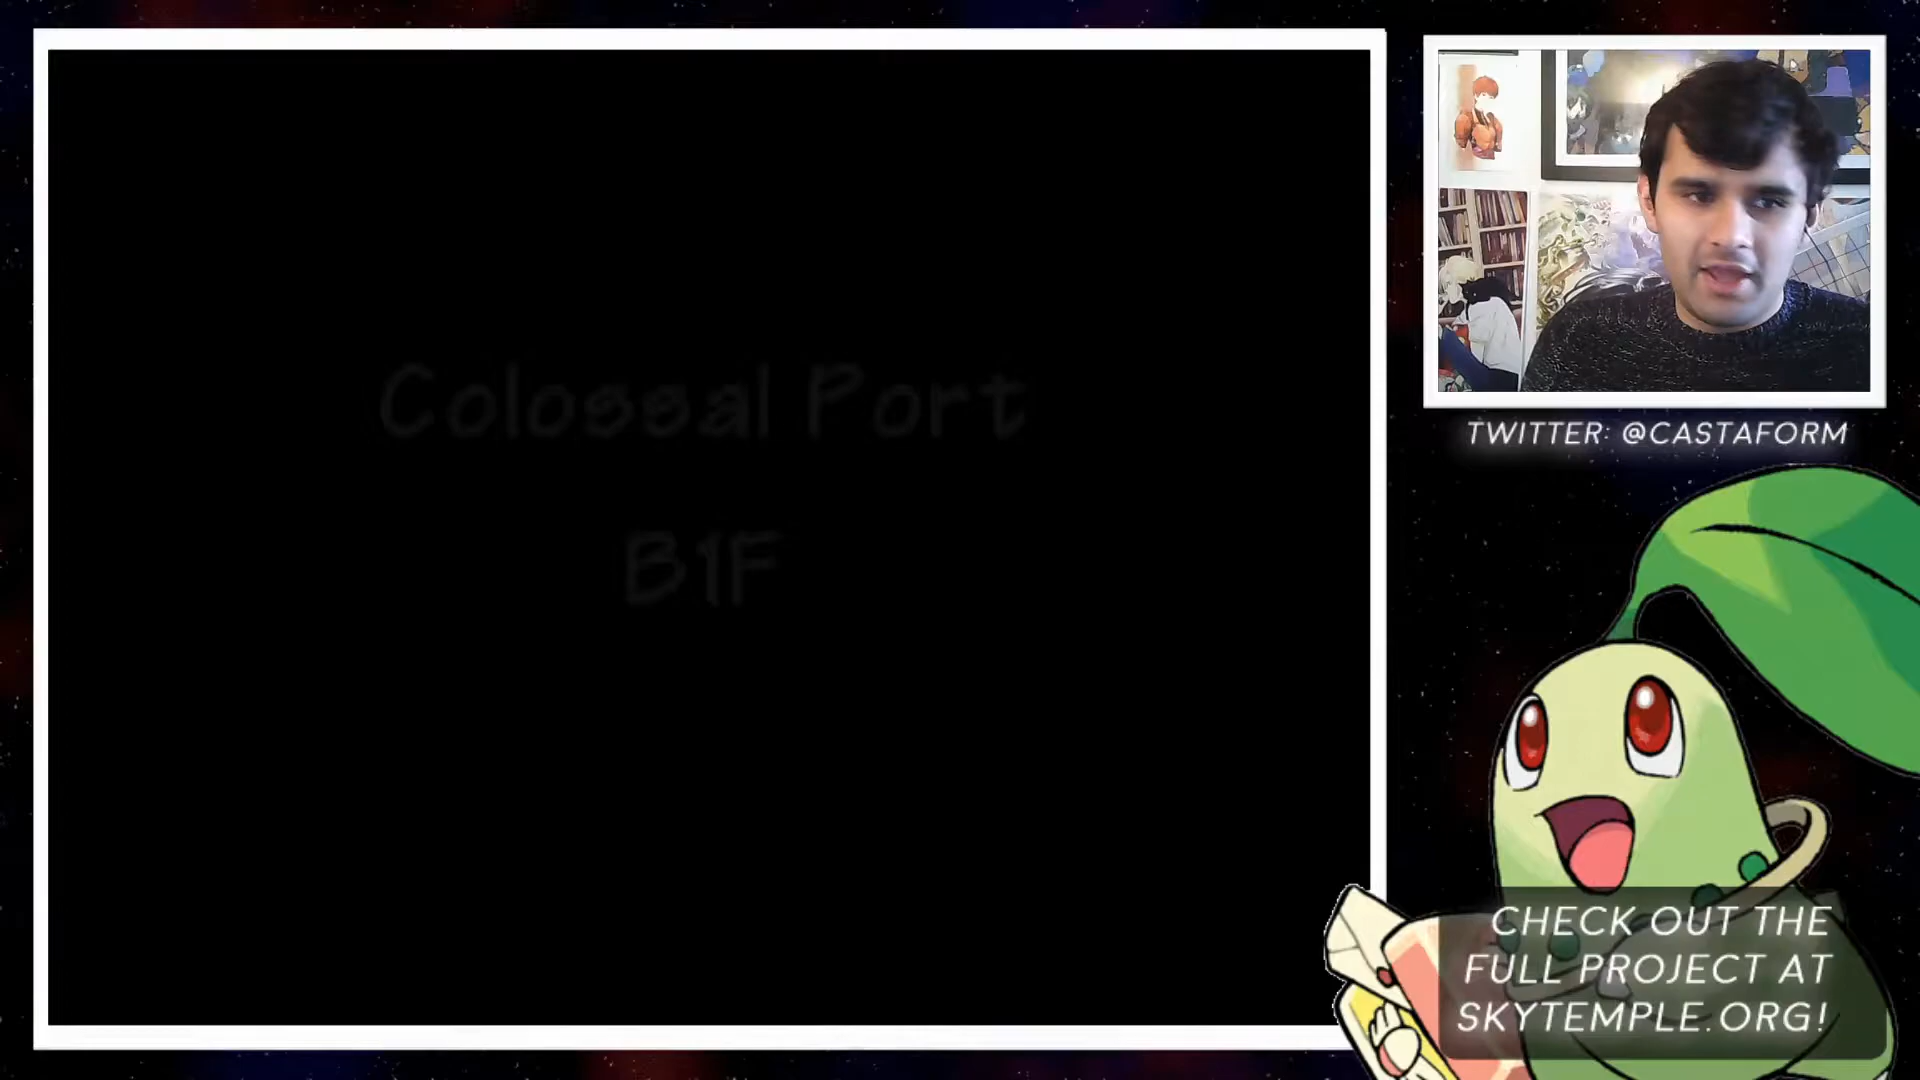 Colossal Port
B1F
TWITTER: @CASTAFORM
CHECK OUT THE
FULL PROJECT AT
SKYTEMPLE.ORG!